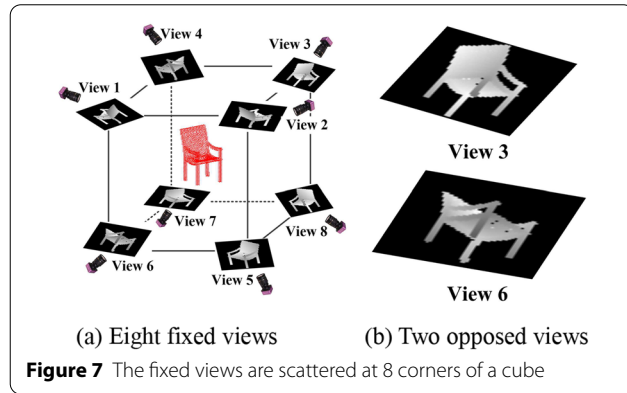 View 4
View 3
View 1
View 2
View 7
View 8
View 6
View 5
View 3
View 6
(a) Eight fixed views
(b) Two opposed views
Figure 7 The fixed views are scattered at 8 corners of a cube